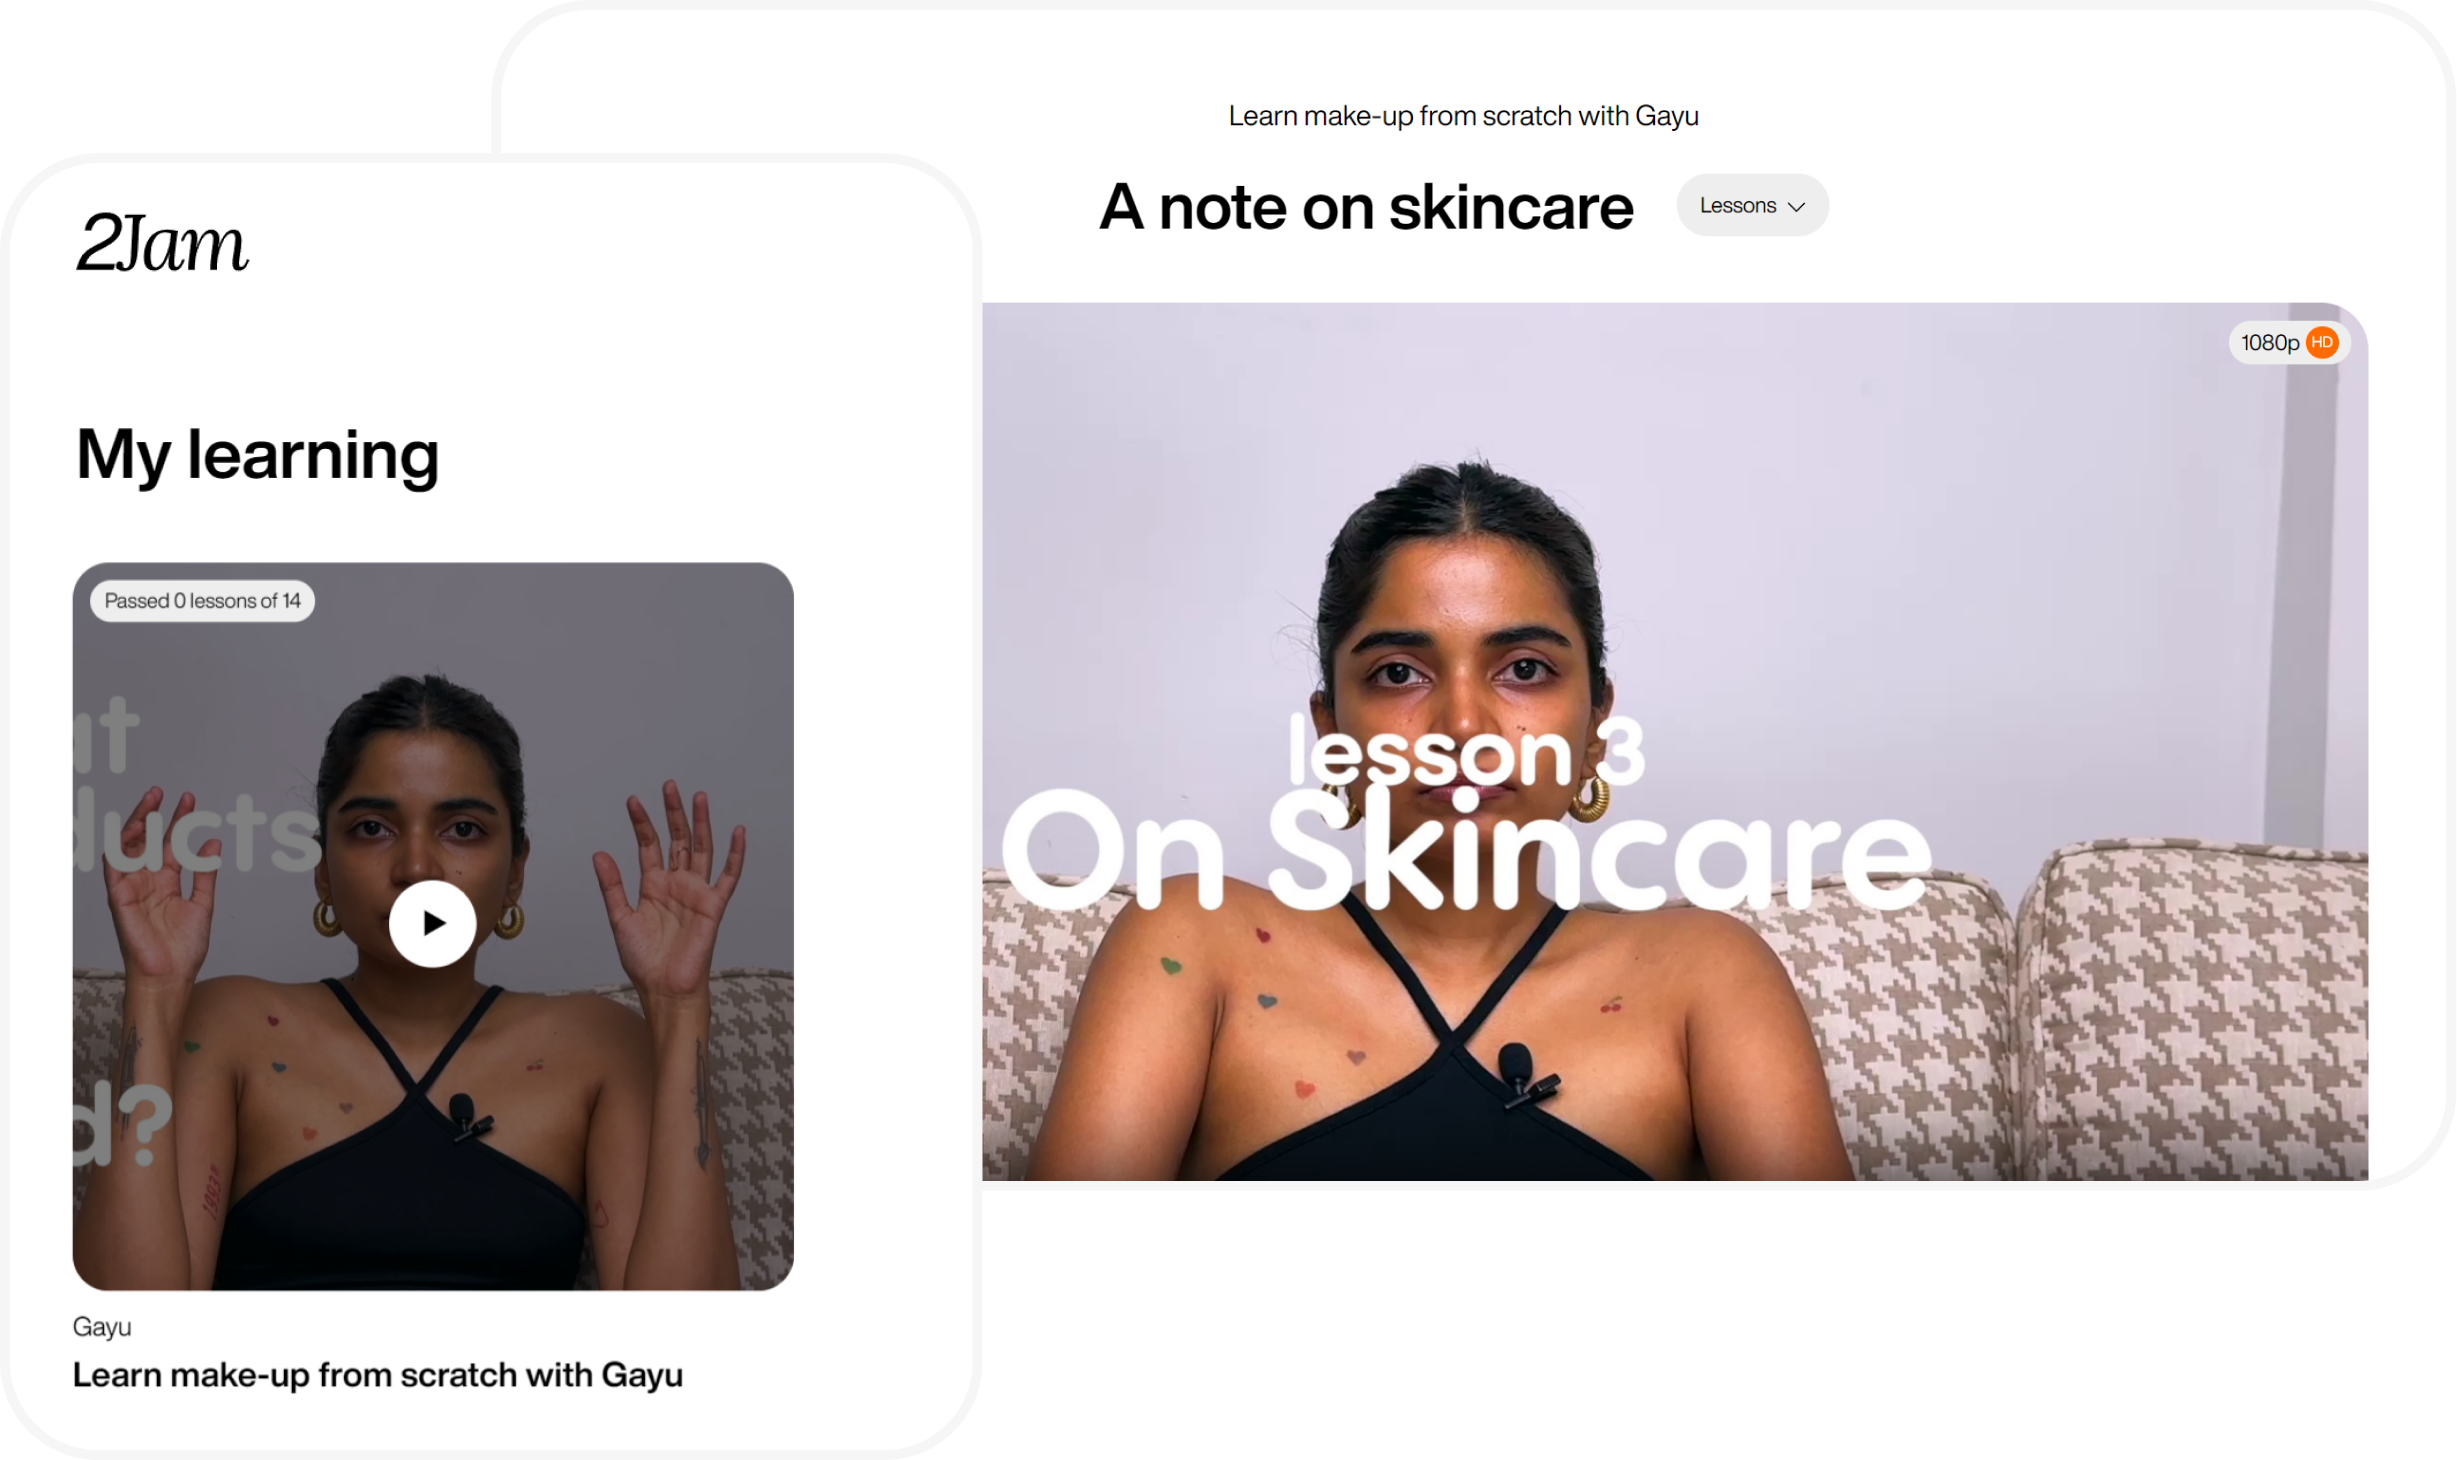 Learn make-up from scratch with Gayu
A note on skincare
Lessons
1080p HD
lesson 3
On Skincare
2Jam
My learning
Passed 0 lessons of 14
ducts
d?
Gayu
Learn make-up from scratch with Gayu